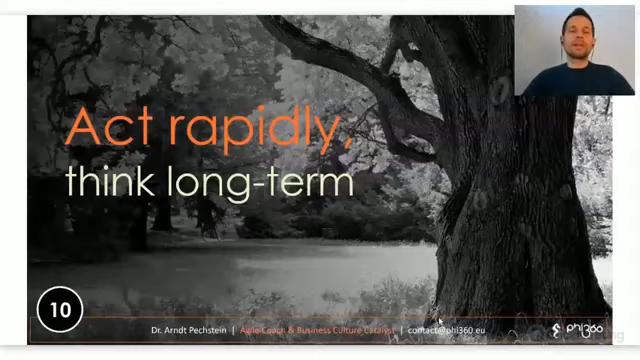 Act rapidly,
think long-term
10
Dr. Arndt Pechstein | Agile Coach & Business Culture Catalyst | contact@phi360.eu
phi360